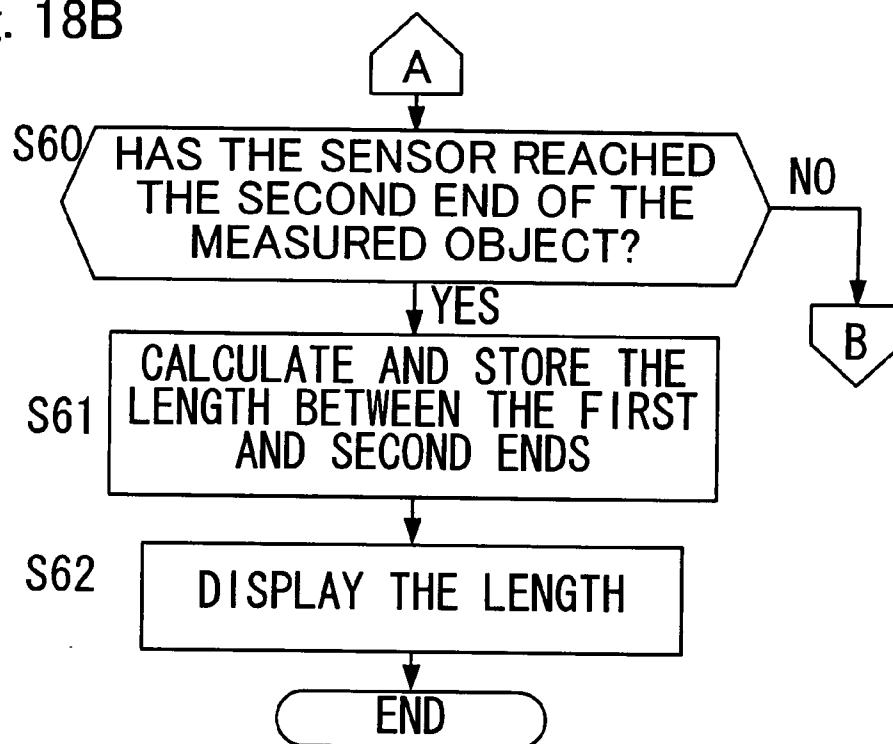 . 18B
A
S60
HAS THE SENSOR REACHED
THE SECOND END OF THE
MEASURED OBJECT?
NO
YES
B
S61
CALCULATE AND STORE THE
LENGTH BETWEEN THE FIRST
AND SECOND ENDS
S62
DISPLAY THE LENGTH
END